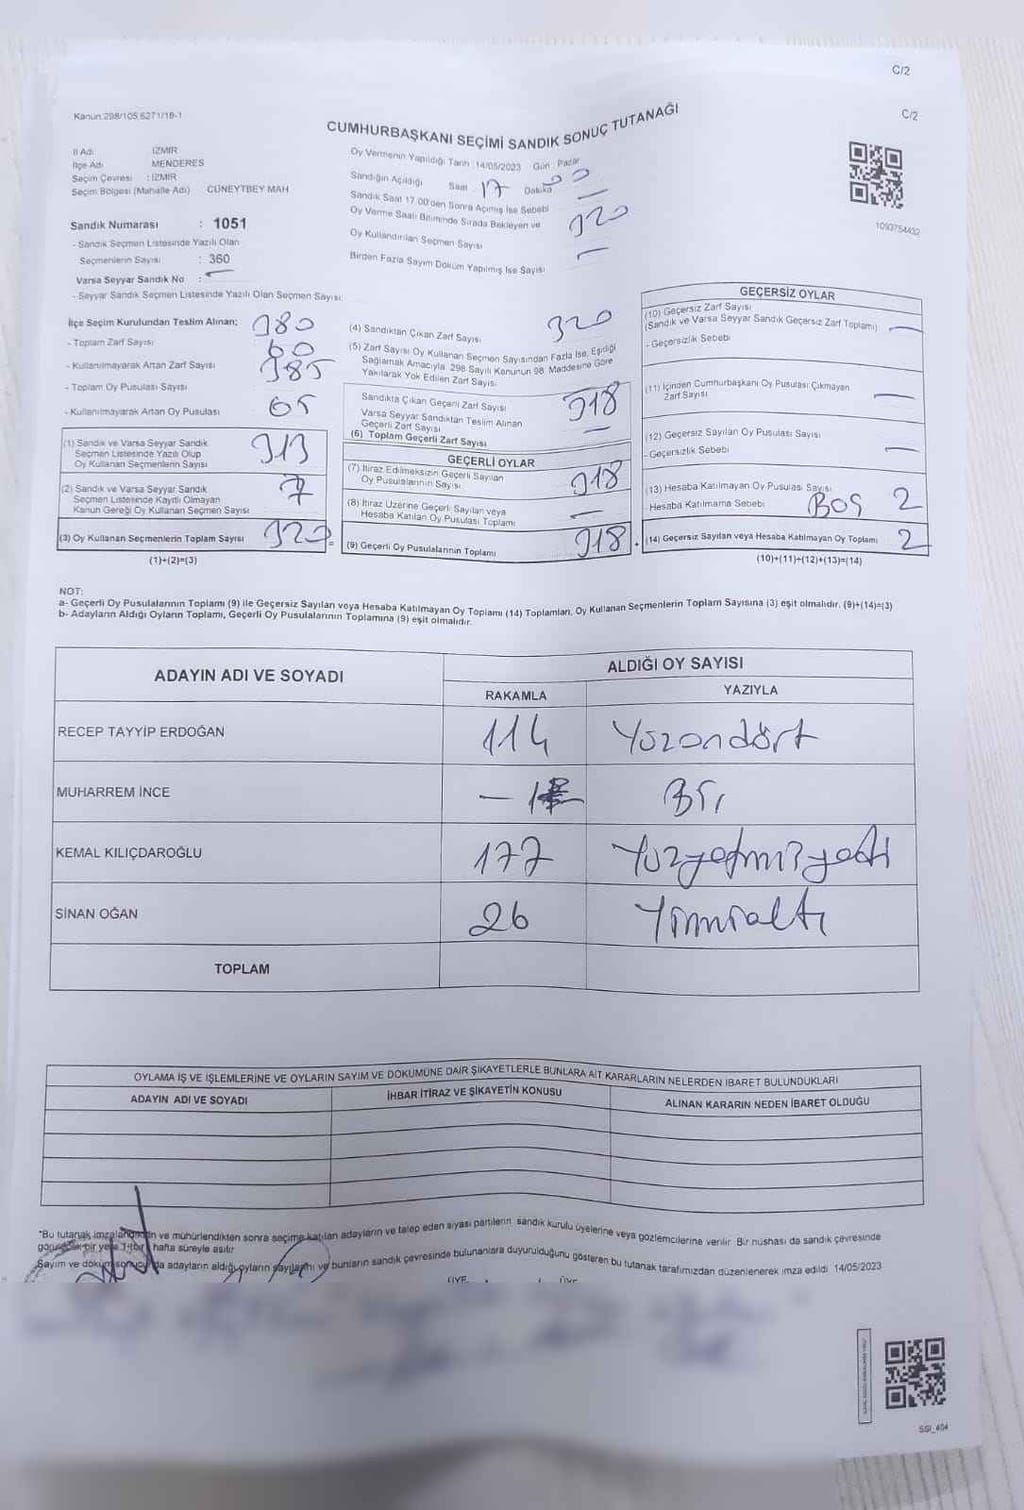 C/2
C/2
Kanun:298/105 6271/18-1
CUMHURBAŞKANI SEÇİMİ SANDIK SONUÇ TUTANAĞI
İl Adı : İZMİR
İlçe Adı : MENDERES
Seçim Çevresi : İZMİR
Seçim Bölgesi (Mahalle Adı) CÜNEYTBEY MAH
Oy Vermenin Yapıldığı Tarih : 14/05/2023 Gün : Pazar
Sandığın Açıldığı Saat : 17 Dakika 00
Sandık Saat 17.00'den Sonra Açılmış İse Sebebi —
Oy Verme Saati Bitiminde Sırada Bekleyen ve
Oy Kullandırılan Seçmen Sayısı 320
Birden Fazla Sayım Döküm Yapılmış İse Sayısı —
1093754432
Sandık Numarası : 1051
- Sandık Seçmen Listesinde Yazılı Olan
Seçmenlerin Sayısı : 360
Varsa Seyyar Sandık No : —
- Seyyar Sandık Seçmen Listesinde Yazılı Olan Seçmen Sayısı:
İlçe Seçim Kurulundan Teslim Alınan;
- Toplam Zarf Sayısı 380
- Kullanılmayarak Artan Zarf Sayısı 60
- Toplam Oy Pusulası Sayısı 385
- Kullanılmayarak Artan Oy Pusulası 65
(1) Sandık ve Varsa Seyyar Sandık
Seçmen Listesinde Yazılı Olup
Oy Kullanan Seçmenlerin Sayısı 313
(2) Sandık ve Varsa Seyyar Sandık
Seçmen Listesinde Kayıtlı Olmayan
Kanun Gereği Oy Kullanan Seçmen Sayısı 7
(3) Oy Kullanan Seçmenlerin Toplam Sayısı 320
(1)+(2)=(3)
(4) Sandıktan Çıkan Zarf Sayısı 320
(5) Zarf Sayısı Oy Kullanan Seçmen Sayısından Fazla İse, Eşitliği
Sağlamak Amacıyla 298 Sayılı Kanunun 98. Maddesine Göre
Yakılarak Yok Edilen Zarf Sayısı
Sandıkta Çıkan Geçerli Zarf Sayısı 318
Varsa Seyyar Sandıktan Teslim Alınan
Geçerli Zarf Sayısı —
(6) Toplam Geçerli Zarf Sayısı
GEÇERLİ OYLAR
(7) İtiraz Edilmeksizin Geçerli Sayılan
Oy Pusulalarının Sayısı 318
(8) İtiraz Üzerine Geçerli Sayılan veya
Hesaba Katılan Oy Pusulası Toplamı —
(9) Geçerli Oy Pusulalarının Toplamı 318
GEÇERSİZ OYLAR
(10) Geçersiz Zarf Sayısı
(Sandık ve Varsa Seyyar Sandık Geçersiz Zarf Toplamı) —
- Geçersizlik Sebebi
(11) İçinden Cumhurbaşkanı Oy Pusulası Çıkmayan
Zarf Sayısı —
(12) Geçersiz Sayılan Oy Pusulası Sayısı
- Geçersizlik Sebebi —
(13) Hesaba Katılmayan Oy Pusulası Sayısı
Hesaba Katılmama Sebebi BOŞ 2
(14) Geçersiz Sayılan veya Hesaba Katılmayan Oy Toplamı 2
(10)+(11)+(12)+(13)=(14)
NOT:
a- Geçerli Oy Pusulalarının Toplamı (9) ile Geçersiz Sayılan veya Hesaba Katılmayan Oy Toplamı (14) Toplamları, Oy Kullanan Seçmenlerin Toplam Sayısına (3) eşit olmalıdır. (9)+(14)=(3)
b- Adayların Aldığı Oyların Toplamı, Geçerli Oy Pusulalarının Toplamına (9) eşit olmalıdır.
ADAYIN ADI VE SOYADI ALDIĞI OY SAYISI
RAKAMLA YAZIYLA
RECEP TAYYİP ERDOĞAN 114 Yüzondört
MUHARREM İNCE — 1 Bir
KEMAL KILIÇDAROĞLU 177 Yüzyetmişyedi
SİNAN OĞAN 26 Yirmialtı
TOPLAM
OYLAMA İŞ VE İŞLEMLERİNE VE OYLARIN SAYIM VE DÖKÜMÜNE DAİR ŞİKAYETLERLE BUNLARA AİT KARARLARIN NELERDEN İBARET BULUNDUKLARI
ADAYIN ADI VE SOYADI İHBAR İTİRAZ VE ŞİKAYETİN KONUSU ALINAN KARARIN NEDEN İBARET OLDUĞU
"Bu tutanak imzalandıktan ve mühürlendikten sonra seçime katılan adayların ve talep eden siyasi partilerin sandık kurulu üyelerine veya gözlemcilerine verilir. Bir nüshası da sandık çevresinde
görülecek bir yere 1 (bir) hafta süreyle asılır
Sayım ve döküm sonucunda adayların aldığı oyların sayılarını ve bunların sandık çevresinde bulunanlara duyurulduğunu gösteren bu tutanak tarafımızdan düzenlenerek imza edildi 14/05/2023
ÜYE ÜYE
SSI_404